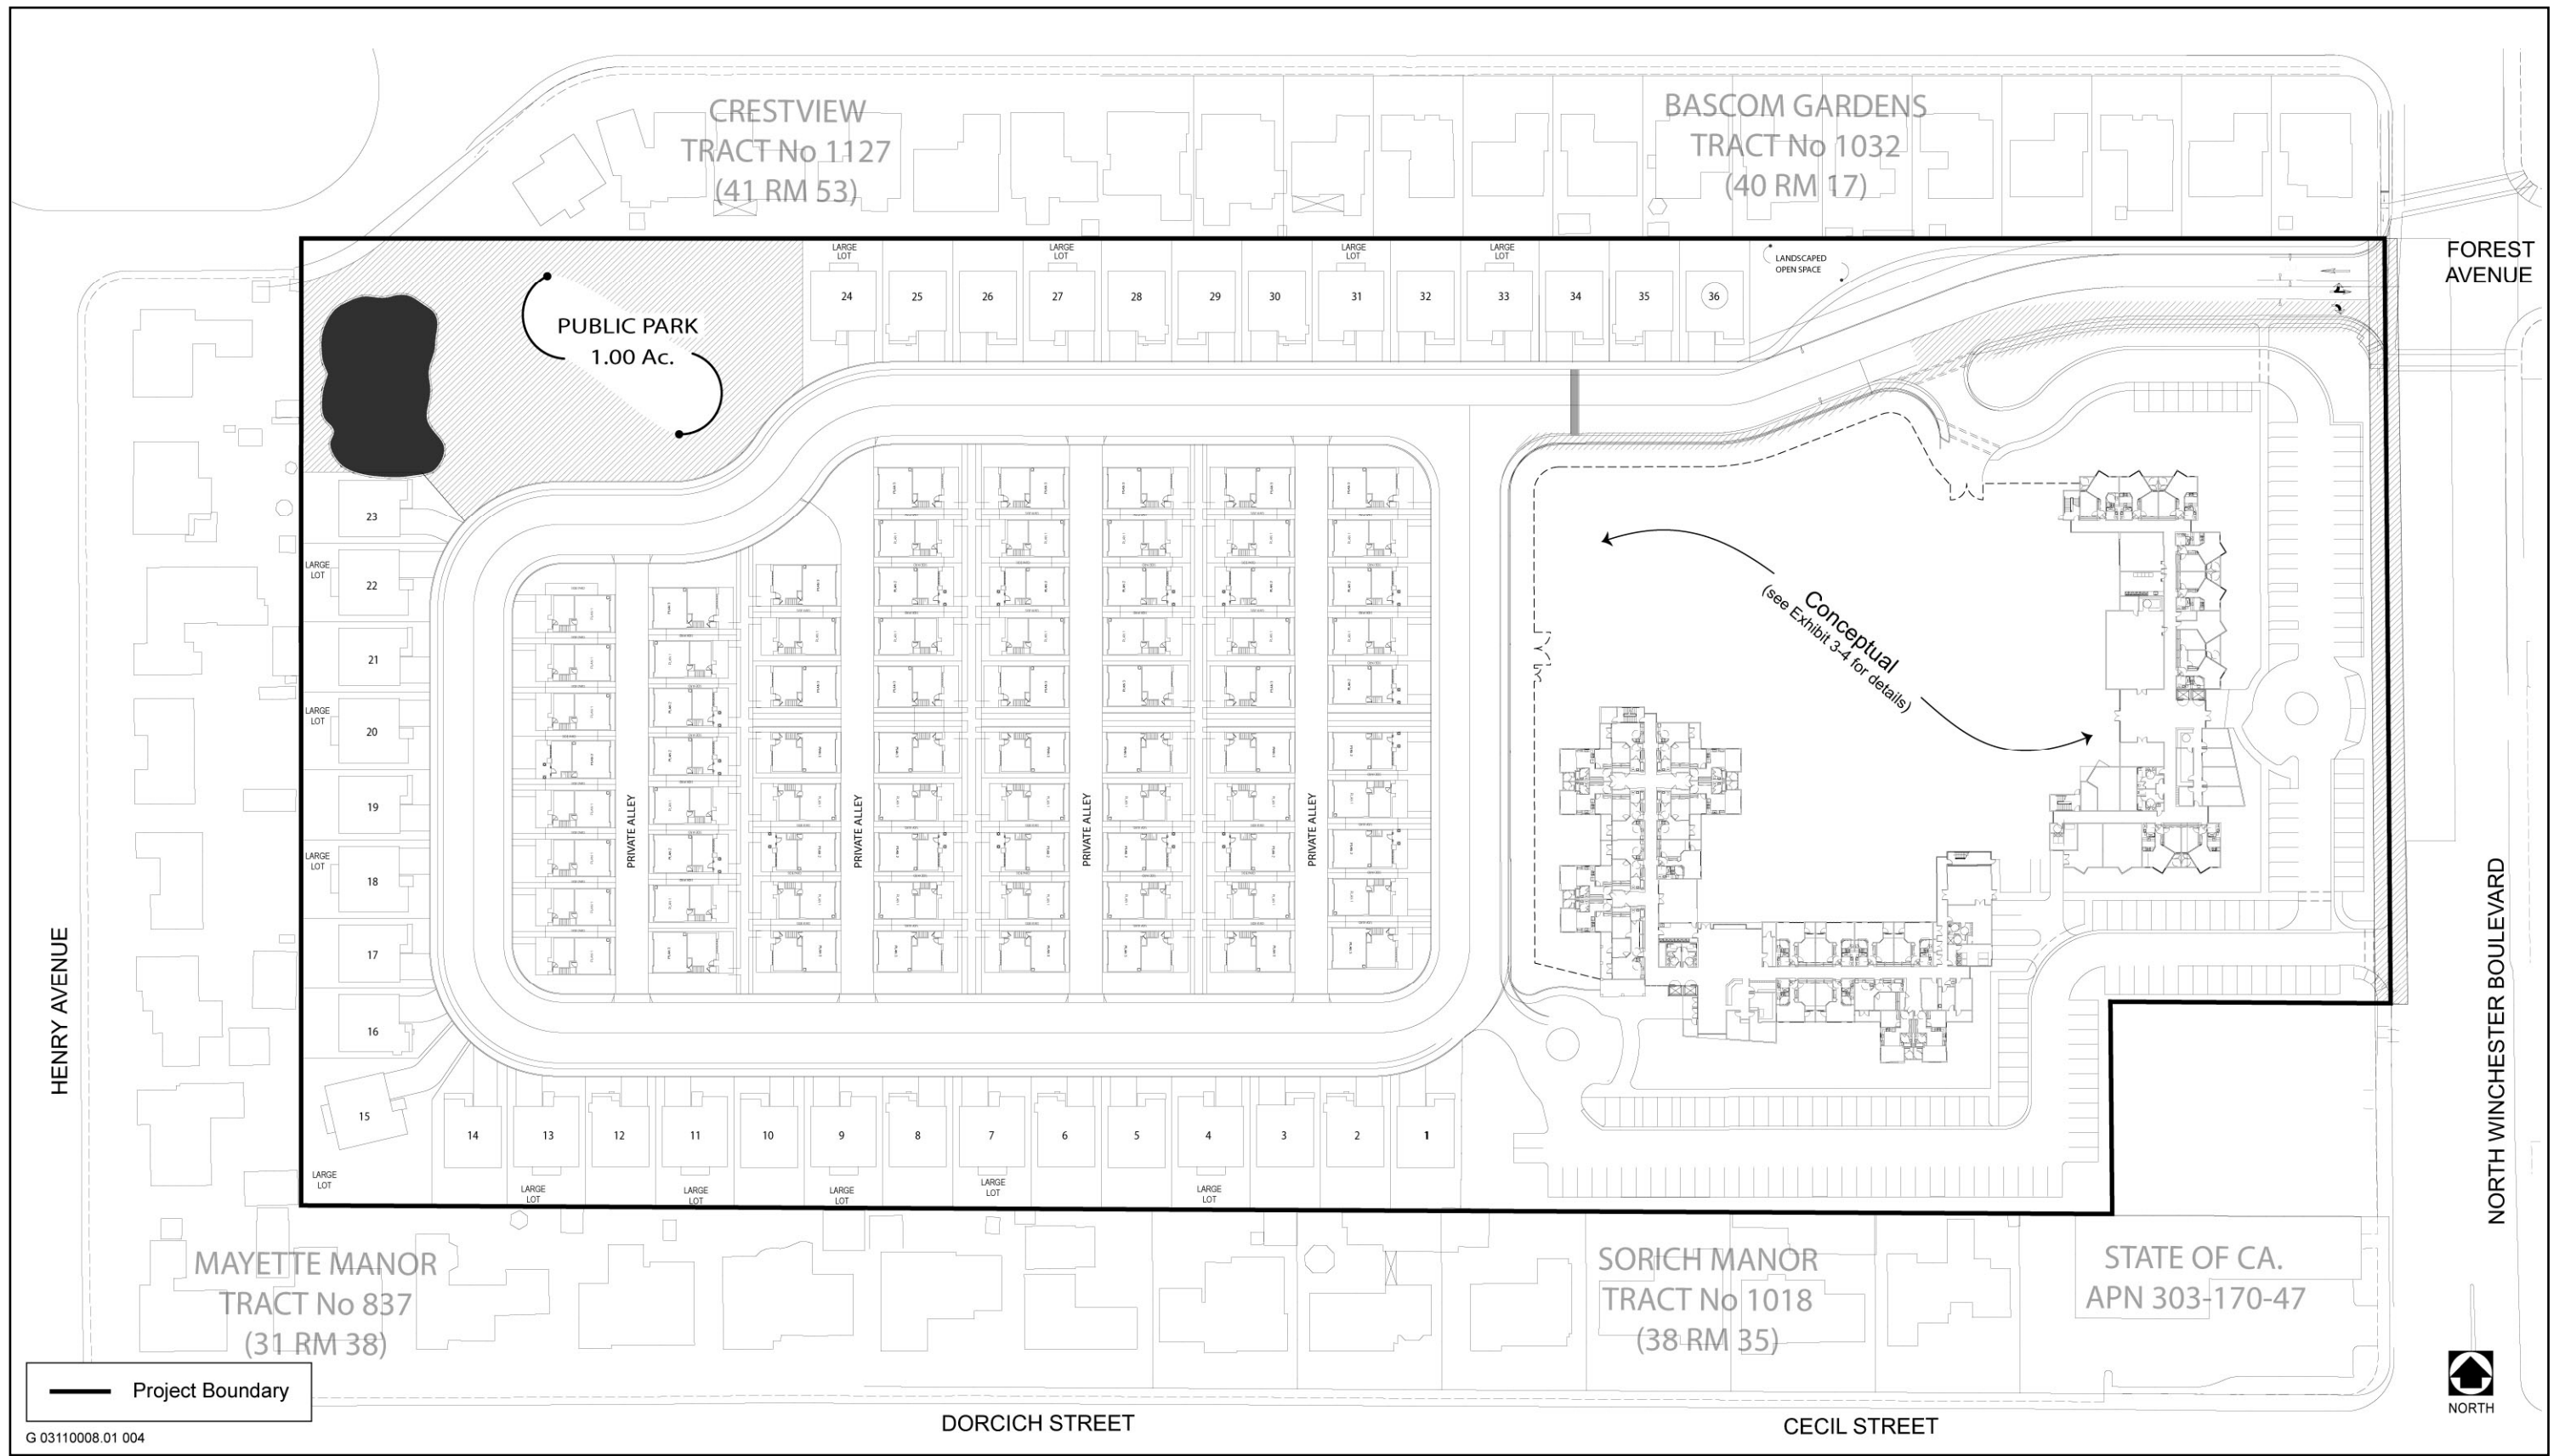 CRESTVIEW
TRACT No 1127
(41 RM 53)
BASCOM GARDENS
TRACT No 1032
(40 RM 17)
FOREST
AVENUE
LARGE
LOT
LARGE
LOT
LARGE
LOT
LARGE
LOT
LANDSCAPED
OPEN SPACE
24
25
26
27
28
29
30
31
32
33
34
35
36
PUBLIC PARK
1.00 Ac.
23
LARGE
LOT
22
21
LARGE
LOT
20
19
LARGE
LOT
18
17
16
15
LARGE
LOT
PRIVATE ALLEY
PRIVATE ALLEY
PRIVATE ALLEY
PRIVATE ALLEY
Conceptual
(see Exhibit 3-4 for details)
HENRY AVENUE
NORTH WINCHESTER BOULEVARD
14
13
12
11
10
9
8
7
6
5
4
3
2
1
LARGE
LOT
LARGE
LOT
LARGE
LOT
LARGE
LOT
LARGE
LOT
MAYETTE MANOR
TRACT No 837
(31 RM 38)
SORICH MANOR
TRACT No 1018
(38 RM 35)
STATE OF CA.
APN 303-170-47
Project Boundary
DORCICH STREET
CECIL STREET
NORTH
G 03110008.01 004